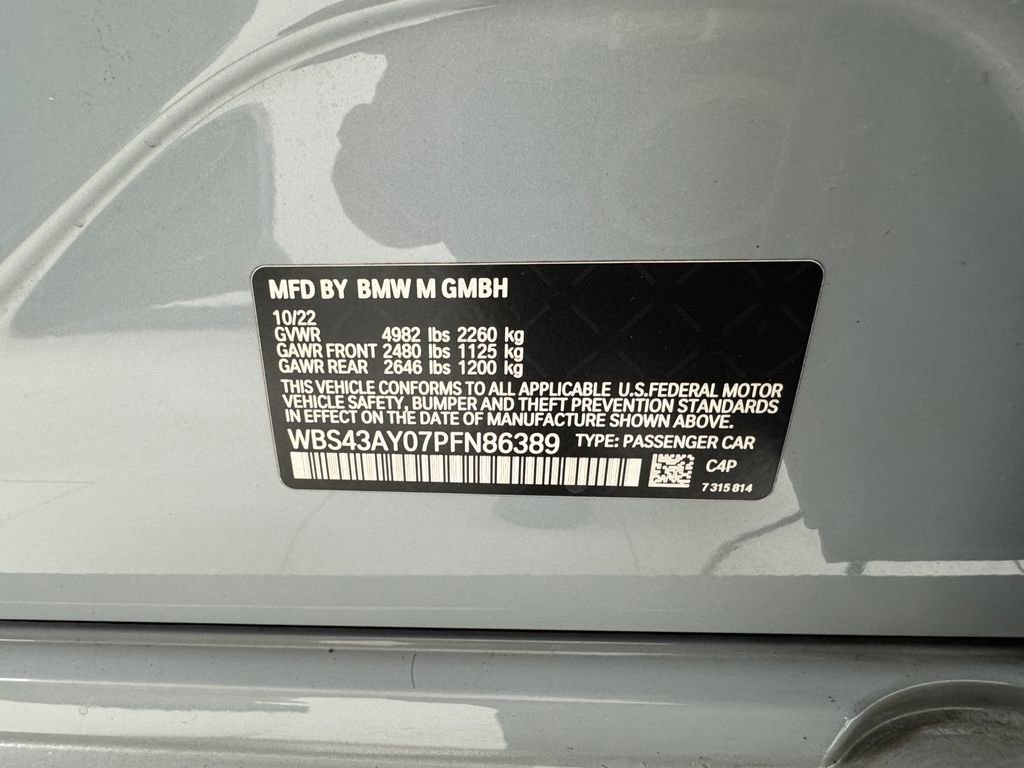 MFD BY BMW M GMBH
10/22
GVWR 4982 lbs 2260 kg
GAWR FRONT 2480 lbs 1125 kg
GAWR REAR 2646 lbs 1200 kg
THIS VEHICLE CONFORMS TO ALL APPLICABLE U.S.FEDERAL MOTOR
VEHICLE SAFETY, BUMPER AND THEFT PREVENTION STANDARDS
IN EFFECT ON THE DATE OF MANUFACTURE SHOWN ABOVE.
WBS43AY07PFN86389 TYPE: PASSENGER CAR
C4P
7 315 814